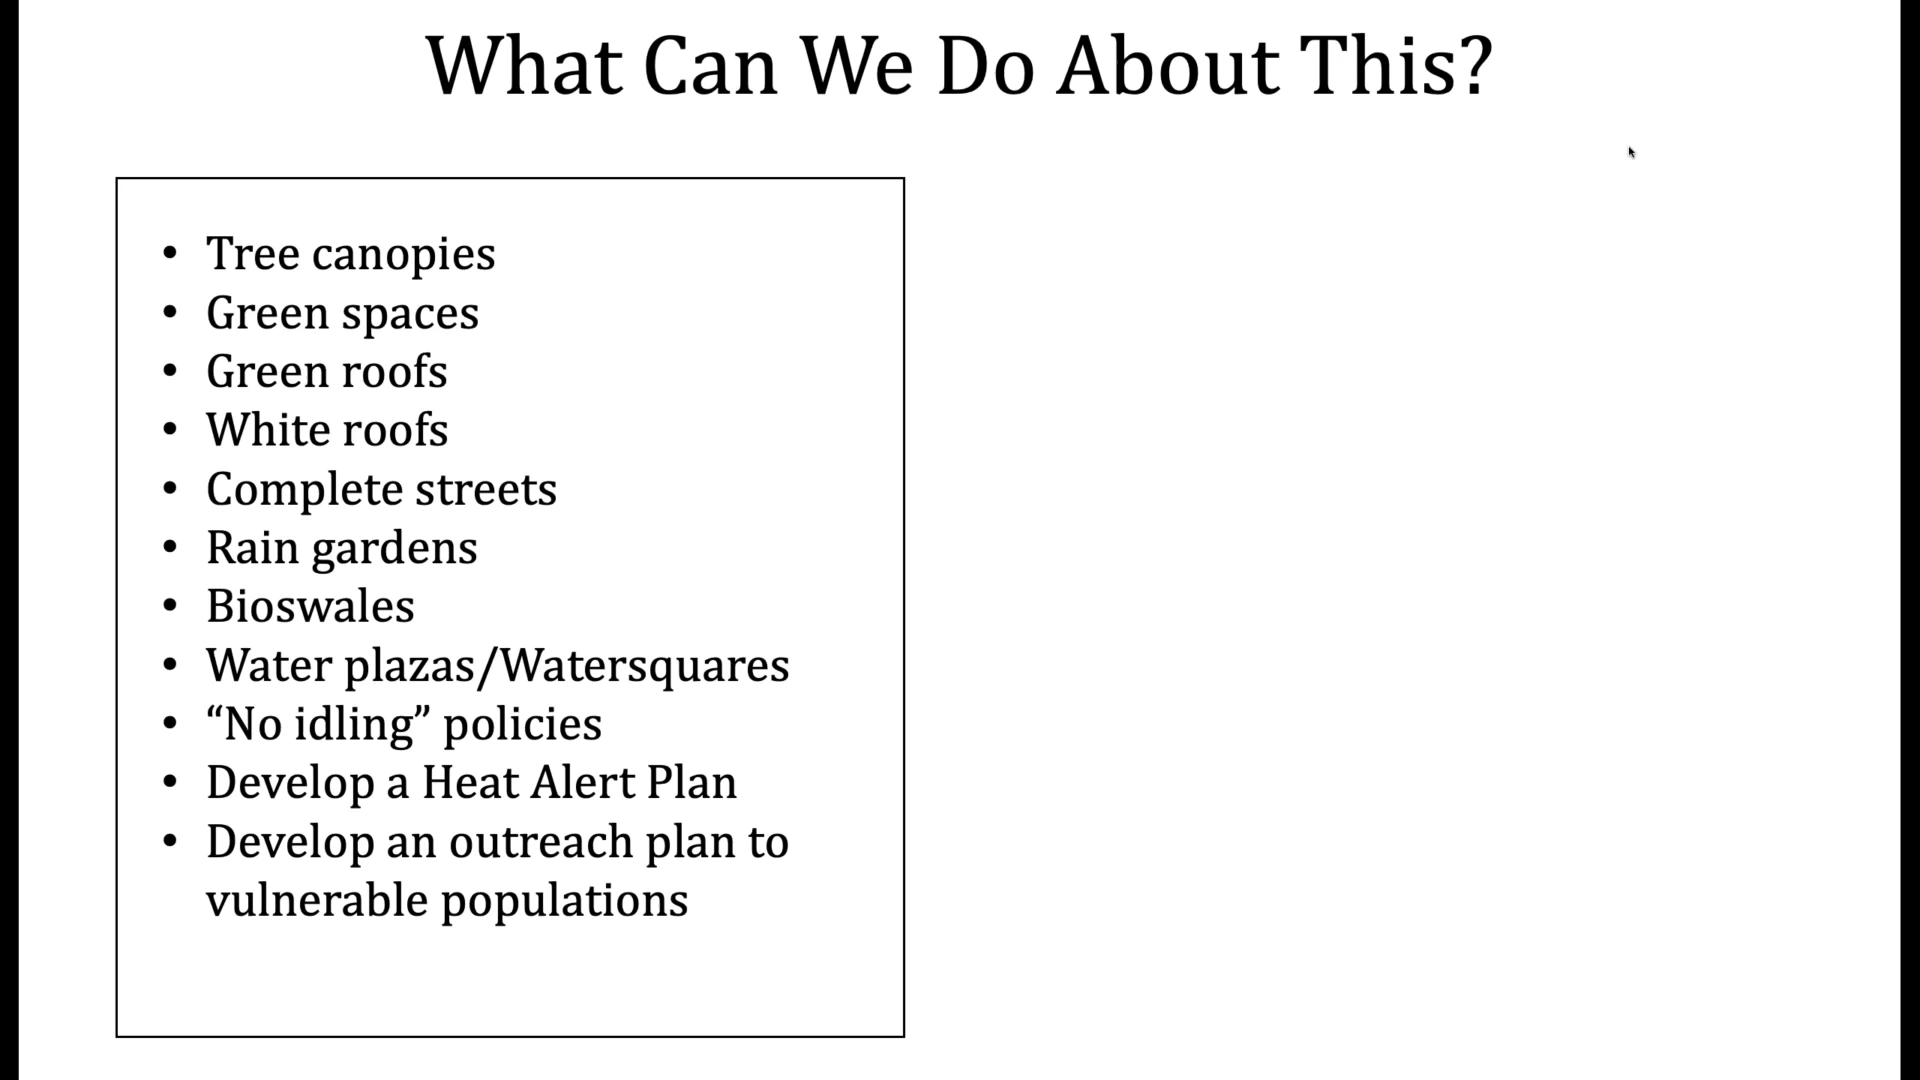 What Can We Do About This?
• Tree canopies
• Green spaces
• Green roofs
• White roofs
• Complete streets
• Rain gardens
• Bioswales
• Water plazas/Watersquares
• “No idling” policies
• Develop a Heat Alert Plan
• Develop an outreach plan to
vulnerable populations